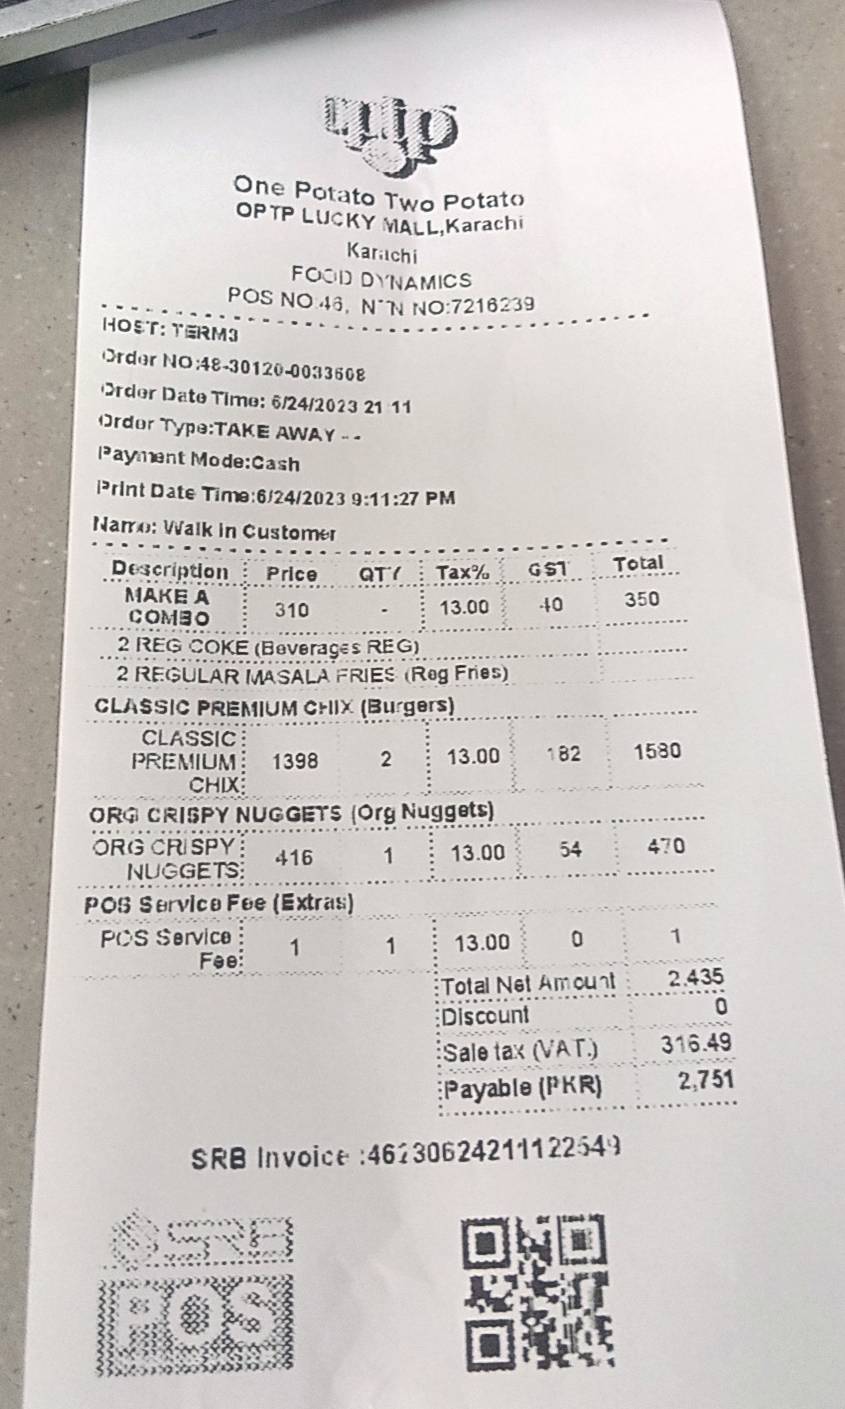 One Potato Two Potato
OPTP LUCKY MALL,Karachi
Karachi
FOOD DYNAMICS
POS NO:46, NTN NO:7216239
HOST: TERM3
Order NO:48-30120-0033608
Order Date Time: 6/24/2023 21:11
Order Type:TAKE AWAY --
Payment Mode:Cash
Print Date Time:6/24/2023 9:11:27 PM
Name: Walk in Customer
Description Price QTY Tax% GST Total
MAKE A
COMBO 310 - 13.00 40 350
2 REG COKE (Beverages REG)
2 REGULAR MASALA FRIES (Reg Fries)
CLASSIC PREMIUM CHIX (Burgers)
CLASSIC
PREMIUM 1398 2 13.00 182 1580
CHIX
ORG CRISPY NUGGETS (Org Nuggets)
ORG CRISPY
NUGGETS 416 1 13.00 54 470
POS Service Fee (Extras)
POS Service
Fee 1 1 13.00 0 1
Total Net Amount 2,435
Discount 0
Sale tax (VAT.) 316.49
Payable (PKR) 2,751
SRB Invoice :
SRB
POS